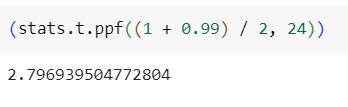 (stats.t.ppf((1 + 0.99) / 2, 24))
2.796939504772804